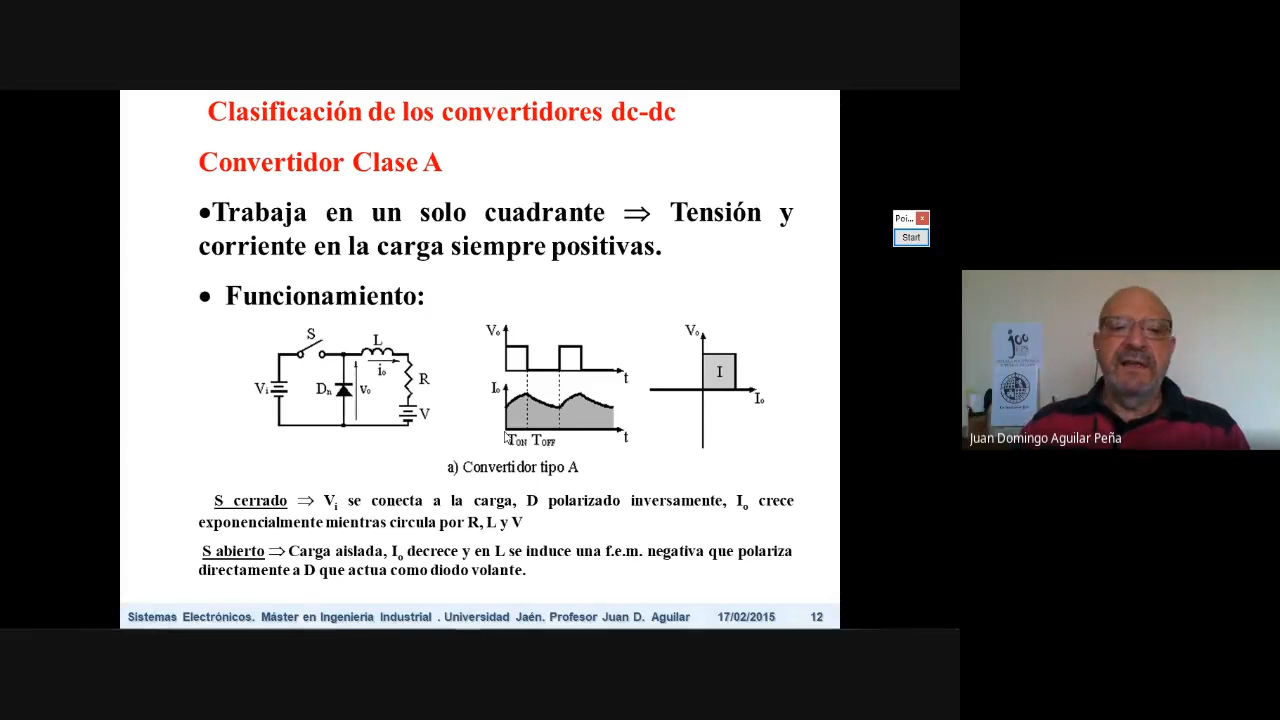 Clasificación de los convertidores dc-dc
Convertidor Clase A
•Trabaja en un solo cuadrante ⇒ Tensión y
corriente en la carga siempre positivas.
• Funcionamiento:
S
L
io
Vi
Dn
vo
R
V
Vo
t
Io
TON TOFF
t
Vo
I
Io
a) Convertidor tipo A
S cerrado ⇒ Vi se conecta a la carga, D polarizado inversamente, Io crece
exponencialmente mientras circula por R, L y V
S abierto ⇒ Carga aislada, Io decrece y en L se induce una f.e.m. negativa que polariza
directamente a D que actua como diodo volante.
Sistemas Electrónicos. Máster en Ingeniería Industrial . Universidad Jaén. Profesor Juan D. Aguilar 17/02/2015 12
Poi... x
Start
Juan Domingo Aguilar Peña